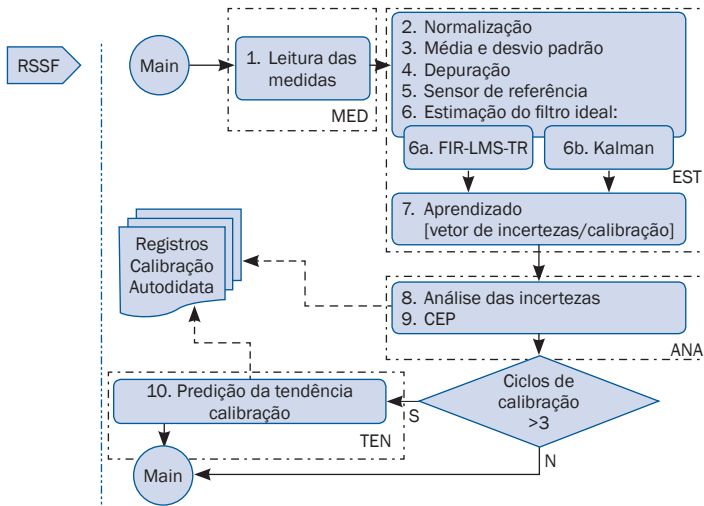 RSSF
Main
1. Leitura das
medidas
MED
2. Normalização
3. Média e desvio padrão
4. Depuração
5. Sensor de referência
6. Estimação do filtro ideal:
6a. FIR-LMS-TR
6b. Kalman
EST
7. Aprendizado
[vetor de incertezas/calibração]
Registros
Calibração
Autodidata
8. Análise das incertezas
9. CEP
ANA
Ciclos de
calibração
>3
S
N
10. Predição da tendência
calibração
TEN
Main